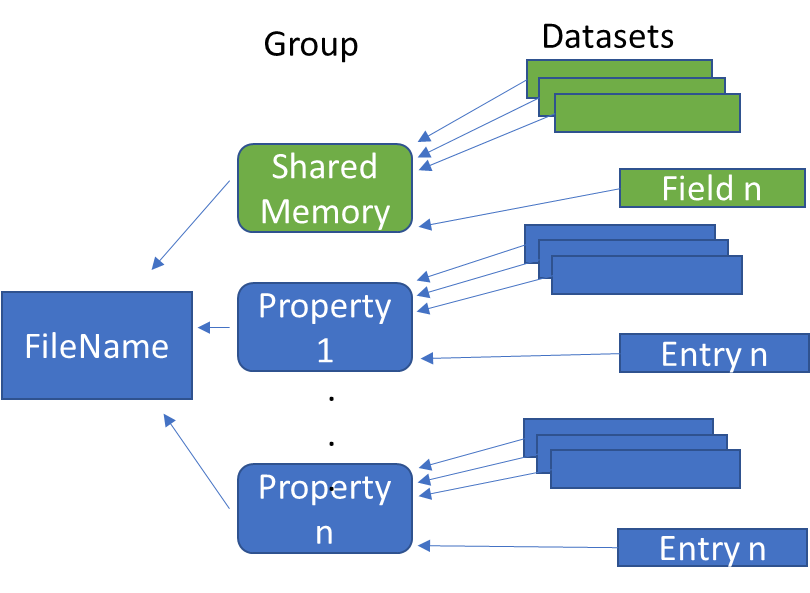 Group
Datasets
Shared
Memory
Field n
FileName
Property
1
Entry n
.
.
.
Property
n
Entry n